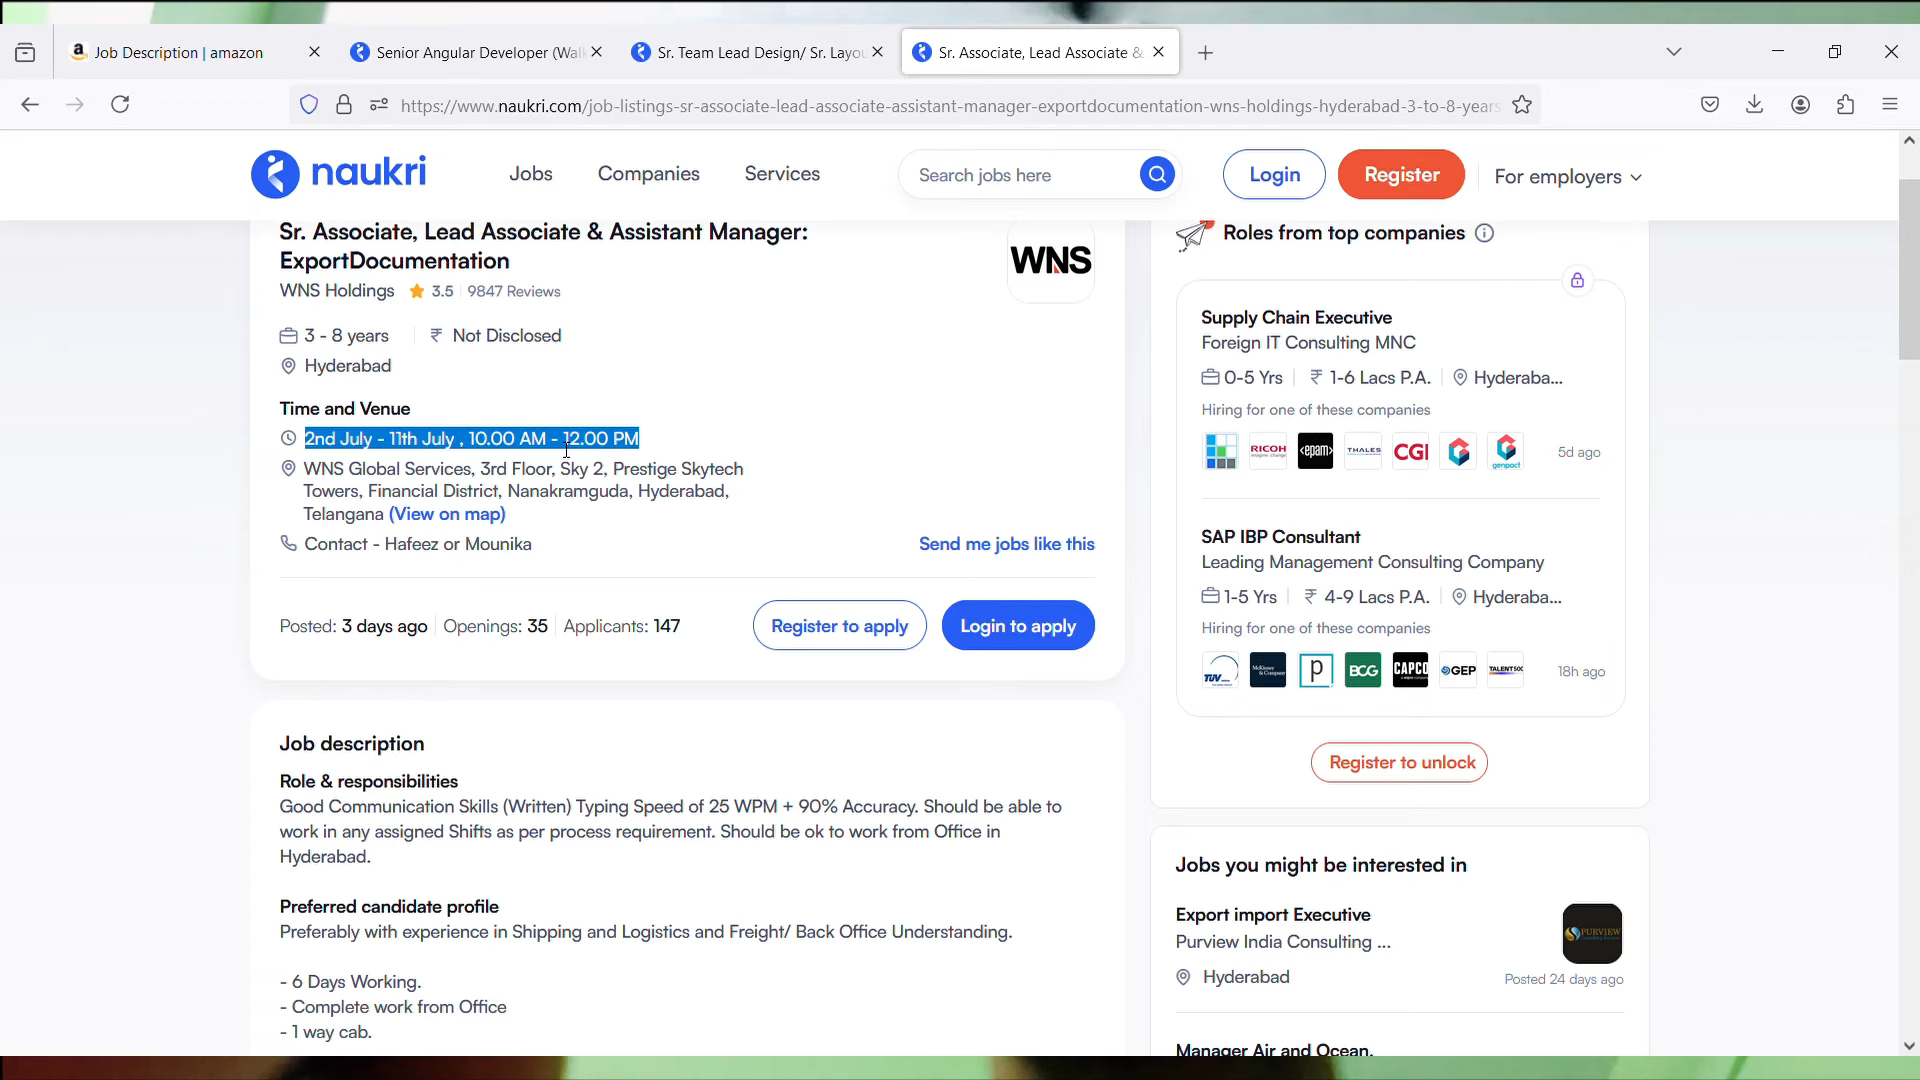 Job Description | amazon
Senior Angular Developer (Wal
Sr. Team Lead Design/ Sr. Layou
Sr. Associate, Lead Associate &
https://www.naukri.com/job-listings-sr-associate-lead-associate-assistant-manager-exportdocumentation-wns-holdings-hyderabad-3-to-8-years
naukri
Jobs
Companies
Services
Search jobs here
Login
Register
For employers
Sr. Associate, Lead Associate & Assistant Manager:
ExportDocumentation
WNS Holdings 3.5 9847 Reviews
WNS
3 - 8 years ₹ Not Disclosed
Hyderabad
Time and Venue
2nd July - 11th July , 10.00 AM - 12.00 PM
WNS Global Services, 3rd Floor, Sky 2, Prestige Skytech
Towers, Financial District, Nanakramguda, Hyderabad,
Telangana (View on map)
Contact - Hafeez or Mounika
Send me jobs like this
Posted: 3 days ago Openings: 35 Applicants: 147
Register to apply
Login to apply
Job description
Role & responsibilities
Good Communication Skills (Written) Typing Speed of 25 WPM + 90% Accuracy. Should be able to
work in any assigned Shifts as per process requirement. Should be ok to work from Office in
Hyderabad.
Preferred candidate profile
Preferably with experience in Shipping and Logistics and Freight/ Back Office Understanding.
- 6 Days Working.
- Complete work from Office
- 1 way cab.
Roles from top companies
Supply Chain Executive
Foreign IT Consulting MNC
0-5 Yrs ₹ 1-6 Lacs P.A. Hyderaba...
Hiring for one of these companies
RICOH
<epam>
THALES
CGI
genpact
5d ago
SAP IBP Consultant
Leading Management Consulting Company
1-5 Yrs ₹ 4-9 Lacs P.A. Hyderaba...
Hiring for one of these companies
TUV
McKinsey
& Company
p
BCG
CAPCO
GEP
TALENT500
18h ago
Register to unlock
Jobs you might be interested in
Export import Executive
Purview India Consulting ...
PURVIEW
Hyderabad
Posted 24 days ago
Manager Air and Ocean.